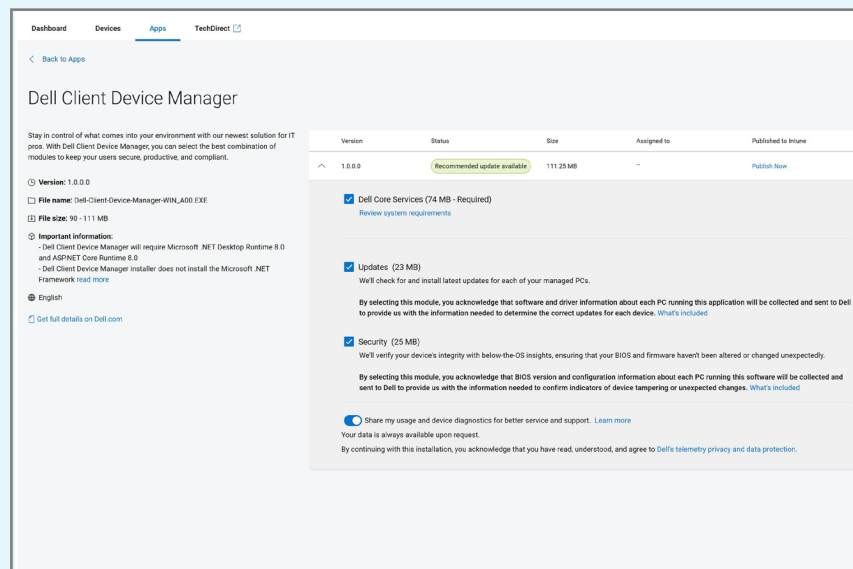 Dashboard Devices Apps TechDirect
Back to Apps
Dell Client Device Manager
Stay in control of what comes into your environment with our newest solution for IT
pros. With Dell Client Device Manager, you can select the best combination of
modules to keep your users secure, productive, and compliant.
Version: 1.0.0.0
File name: Dell-Client-Device-Manager-WIN_A00.EXE
File size: 90 - 111 MB
Important information:
- Dell Client Device Manager will require Microsoft .NET Desktop Runtime 8.0
and ASP.NET Core Runtime 8.0
- Dell Client Device Manager installer does not install the Microsoft .NET
Framework read more
English
Get full details on Dell.com
Version Status Size Assigned to Published to Intune
1.0.0.0 Recommended update available 111.25 MB – Publish Now
Dell Core Services (74 MB - Required)
Review system requirements
Updates (23 MB)
We'll check for and install latest updates for each of your managed PCs.
By selecting this module, you acknowledge that software and driver information about each PC running this application will be collected and sent to Dell
to provide us with the information needed to determine the correct updates for each device. What's included
Security (25 MB)
We'll verify your device's integrity with below-the-OS insights, ensuring that your BIOS and firmware haven't been altered or changed unexpectedly.
By selecting this module, you acknowledge that BIOS version and configuration information about each PC running this software will be collected and
sent to Dell to provide us with the information needed to confirm indicators of device tampering or unexpected changes. What's included
Share my usage and device diagnostics for better service and support. Learn more
Your data is always available upon request.
By continuing with this installation, you acknowledge that you have read, understood, and agree to Dell's telemetry privacy and data protection.